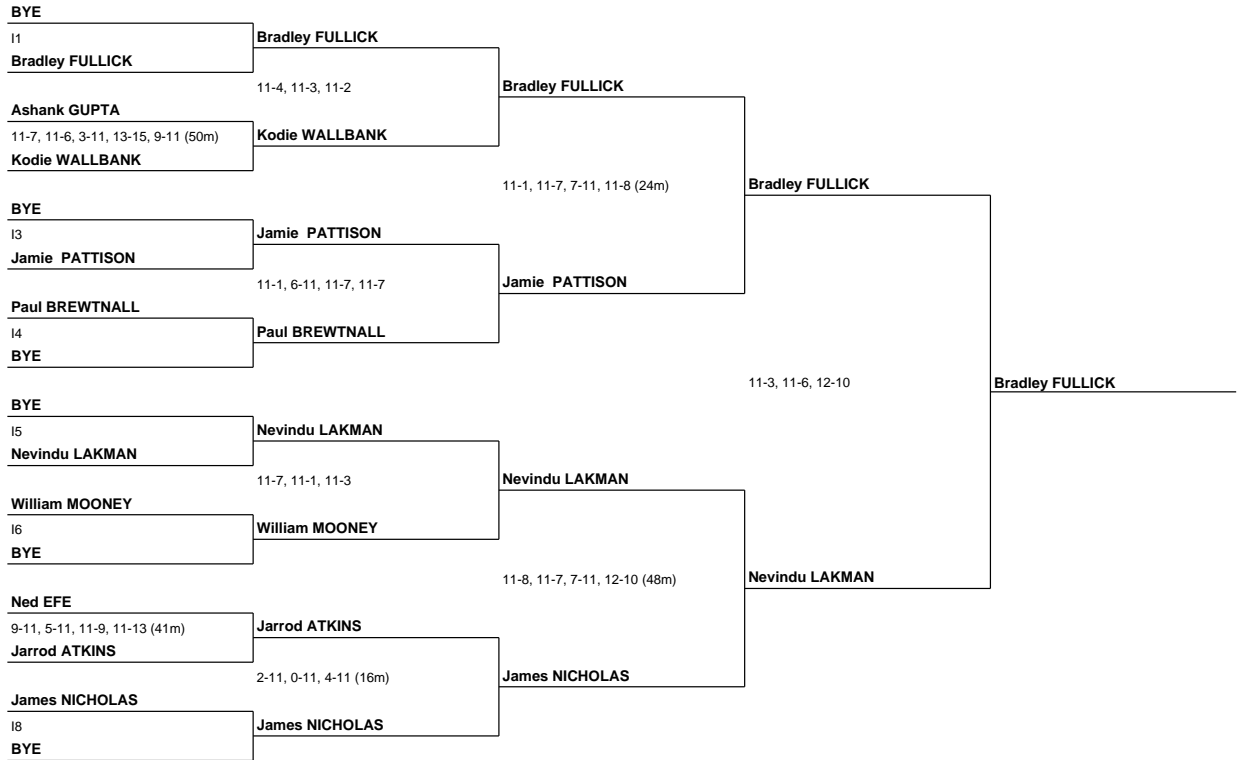 BYE
I1
Bradley FULLICK
Bradley FULLICK
11-4, 11-3, 11-2
Bradley FULLICK
Ashank GUPTA
11-7, 11-6, 3-11, 13-15, 9-11 (50m)
Kodie WALLBANK
Kodie WALLBANK
11-1, 11-7, 7-11, 11-8 (24m)
Bradley FULLICK
BYE
I3
Jamie  PATTISON
Jamie  PATTISON
11-1, 6-11, 11-7, 11-7
Jamie  PATTISON
Paul BREWTNALL
I4
Paul BREWTNALL
BYE
11-3, 11-6, 12-10
Bradley FULLICK
BYE
I5
Nevindu LAKMAN
Nevindu LAKMAN
11-7, 11-1, 11-3
Nevindu LAKMAN
William MOONEY
I6
William MOONEY
BYE
11-8, 11-7, 7-11, 12-10 (48m)
Nevindu LAKMAN
Ned EFE
9-11, 5-11, 11-9, 11-13 (41m)
Jarrod ATKINS
Jarrod ATKINS
2-11, 0-11, 4-11 (16m)
James NICHOLAS
James NICHOLAS
I8
James NICHOLAS
BYE